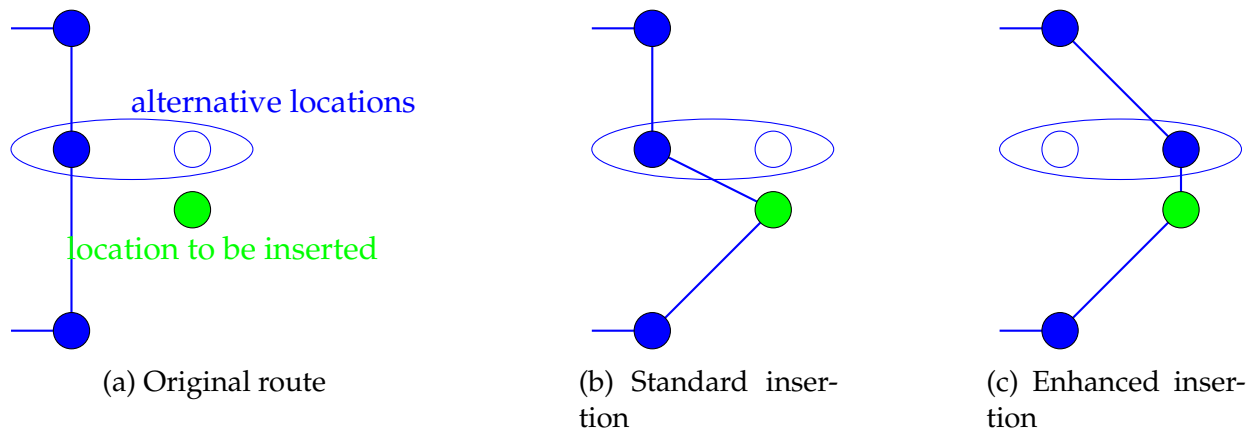 alternative locations
location to be inserted
(a) Original route
(b) Standard inser-
tion
(c) Enhanced inser-
tion